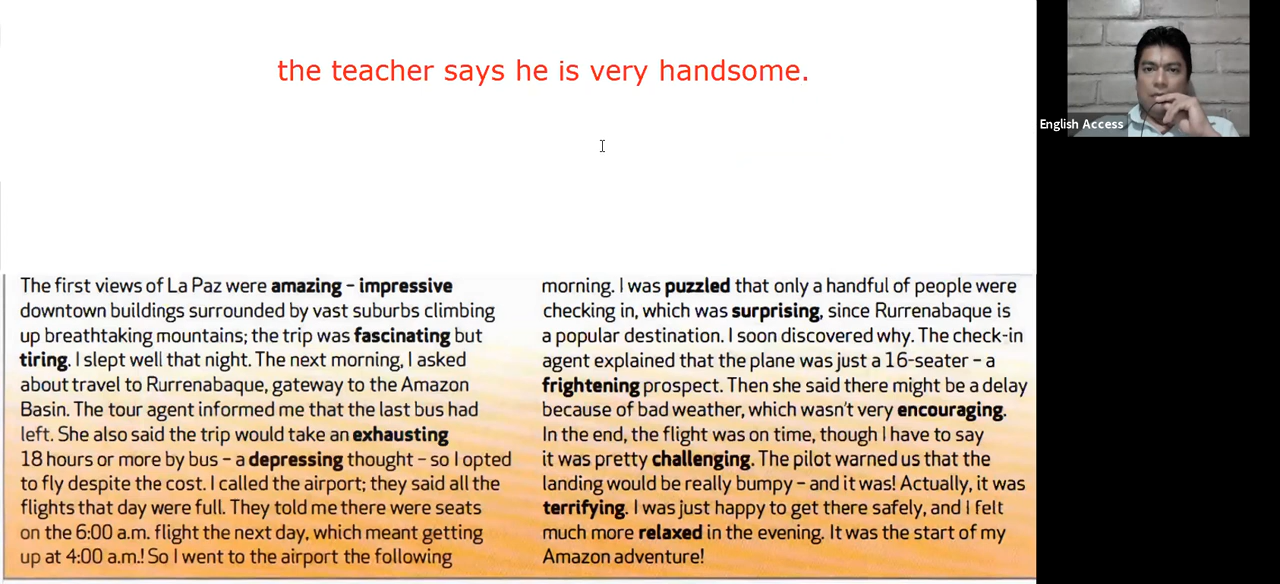 the teacher says he is very handsome.
English Access
The first views of La Paz were amazing – impressive
downtown buildings surrounded by vast suburbs climbing
up breathtaking mountains; the trip was fascinating but
tiring. I slept well that night. The next morning, I asked
about travel to Rurrenabaque, gateway to the Amazon
Basin. The tour agent informed me that the last bus had
left. She also said the trip would take an exhausting
18 hours or more by bus – a depressing thought – so I opted
to fly despite the cost. I called the airport; they said all the
flights that day were full. They told me there were seats
on the 6:00 a.m. flight the next day, which meant getting
up at 4:00 a.m.! So I went to the airport the following
morning. I was puzzled that only a handful of people were
checking in, which was surprising, since Rurrenabaque is
a popular destination. I soon discovered why. The check-in
agent explained that the plane was just a 16-seater – a
frightening prospect. Then she said there might be a delay
because of bad weather, which wasn't very encouraging.
In the end, the flight was on time, though I have to say
it was pretty challenging. The pilot warned us that the
landing would be really bumpy – and it was! Actually, it was
terrifying. I was just happy to get there safely, and I felt
much more relaxed in the evening. It was the start of my
Amazon adventure!